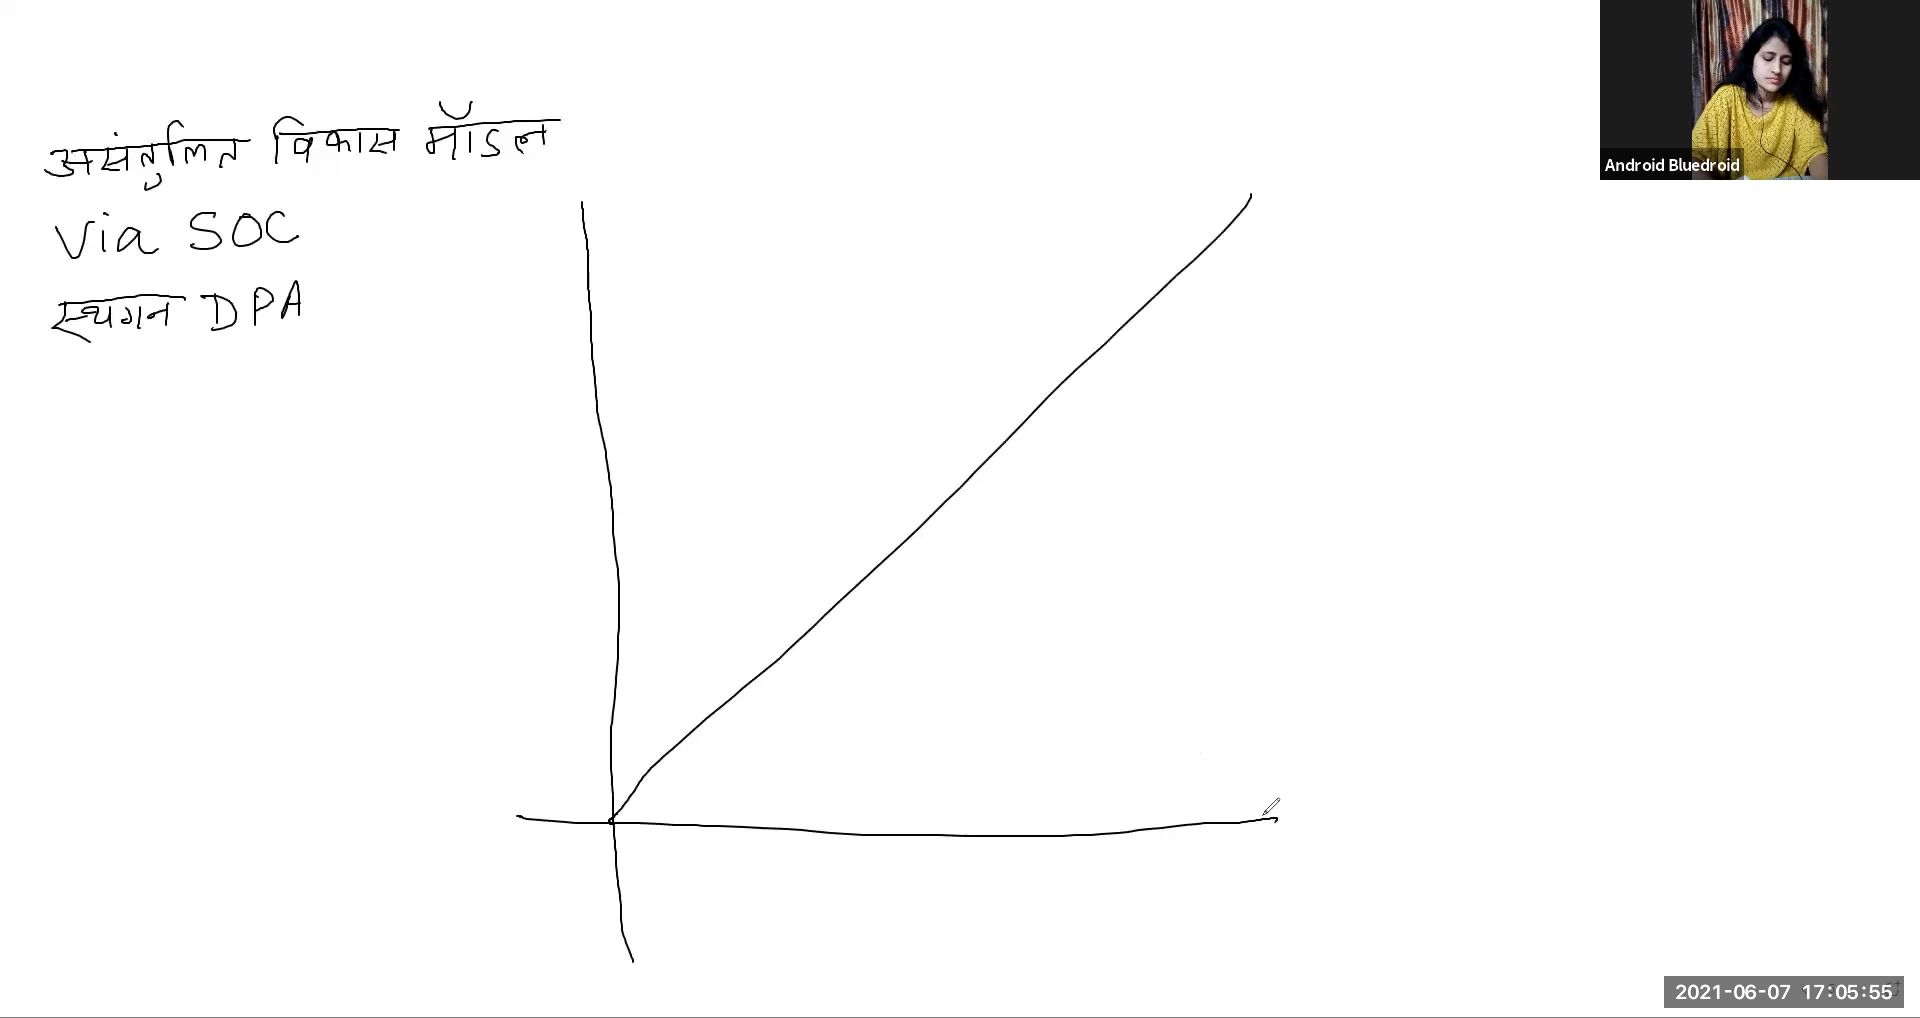 असंतुलित विकास मॉडल
Via SOC
स्थगन DPA
Android Bluedroid
2021-06-07 17:05:55